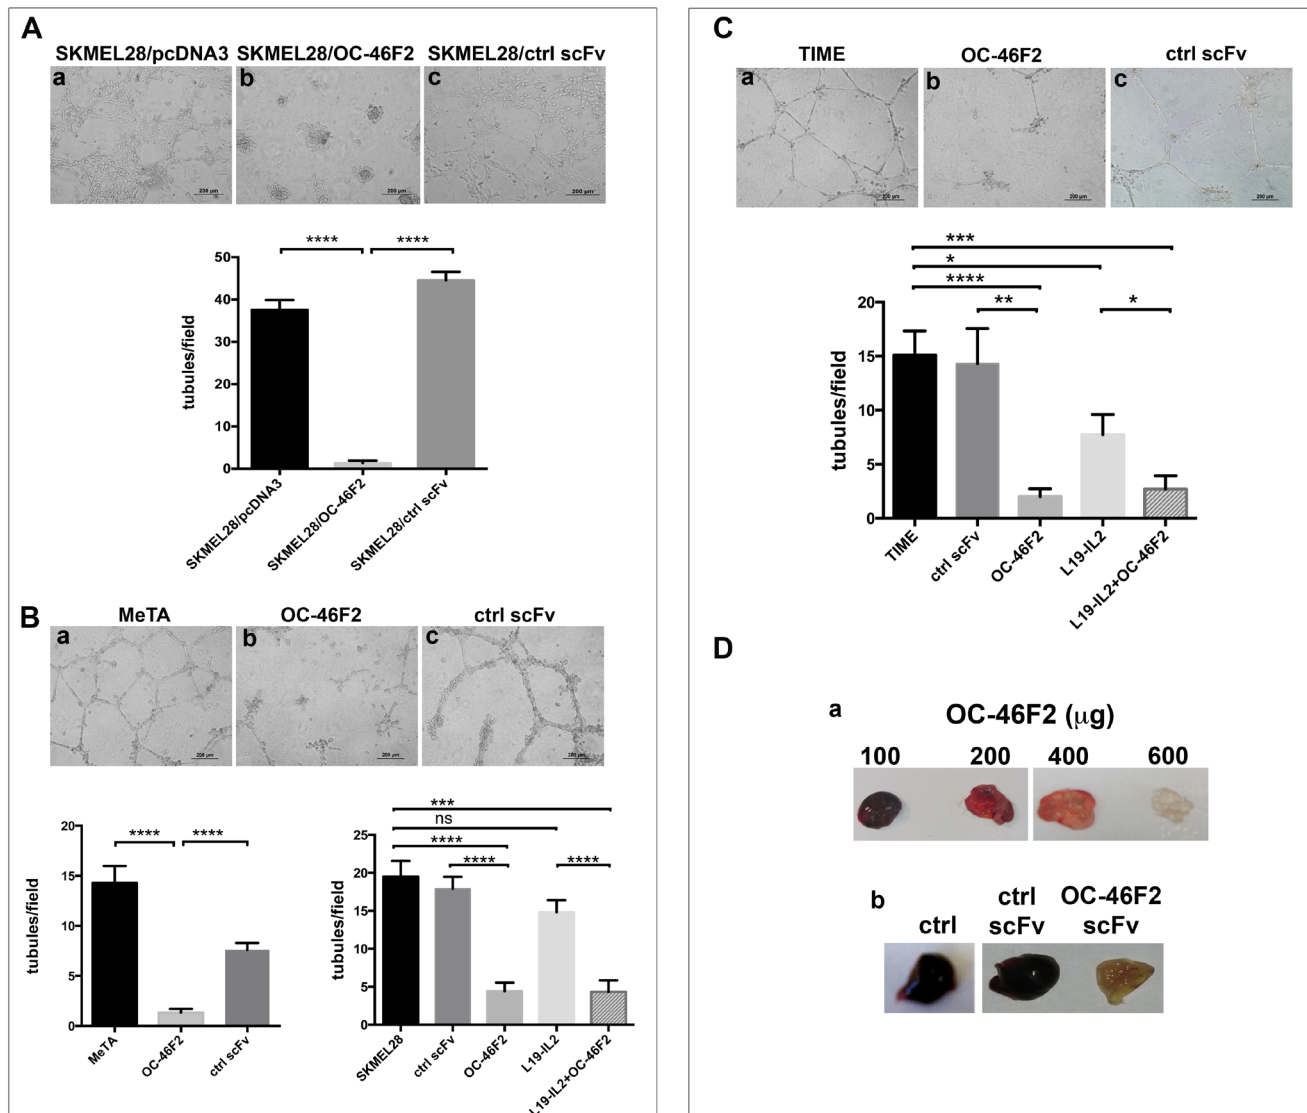 A
SKMEL28/pcDNA3 SKMEL28/OC-46F2 SKMEL28/ctrl scFv
a b c
200 µm 200 µm 200 µm
**** ****
tubules/field
50
40
30
20
10
0
SKMEL28/pcDNA3
SKMEL28/OC-46F2
SKMEL28/ctrl scFv
B
MeTA OC-46F2 ctrl scFv
a b c
200 µm 200 µm 200 µm
**** ****
tubules/field
20
15
10
5
0
MeTA
OC-46F2
ctrl scFv
***
ns
****
**** ****
tubules/field
25
20
15
10
5
0
SKMEL28
ctrl scFv
OC-46F2
L19-IL2
L19-IL2+OC-46F2
C
TIME OC-46F2 ctrl scFv
a b c
200 µm 200 µm 200 µm
***
*
****
** *
tubules/field
20
15
10
5
0
TIME
ctrl scFv
OC-46F2
L19-IL2
L19-IL2+OC-46F2
D
a
OC-46F2 (µg)
100 200 400 600
b
ctrl
ctrl scFv
OC-46F2 scFv